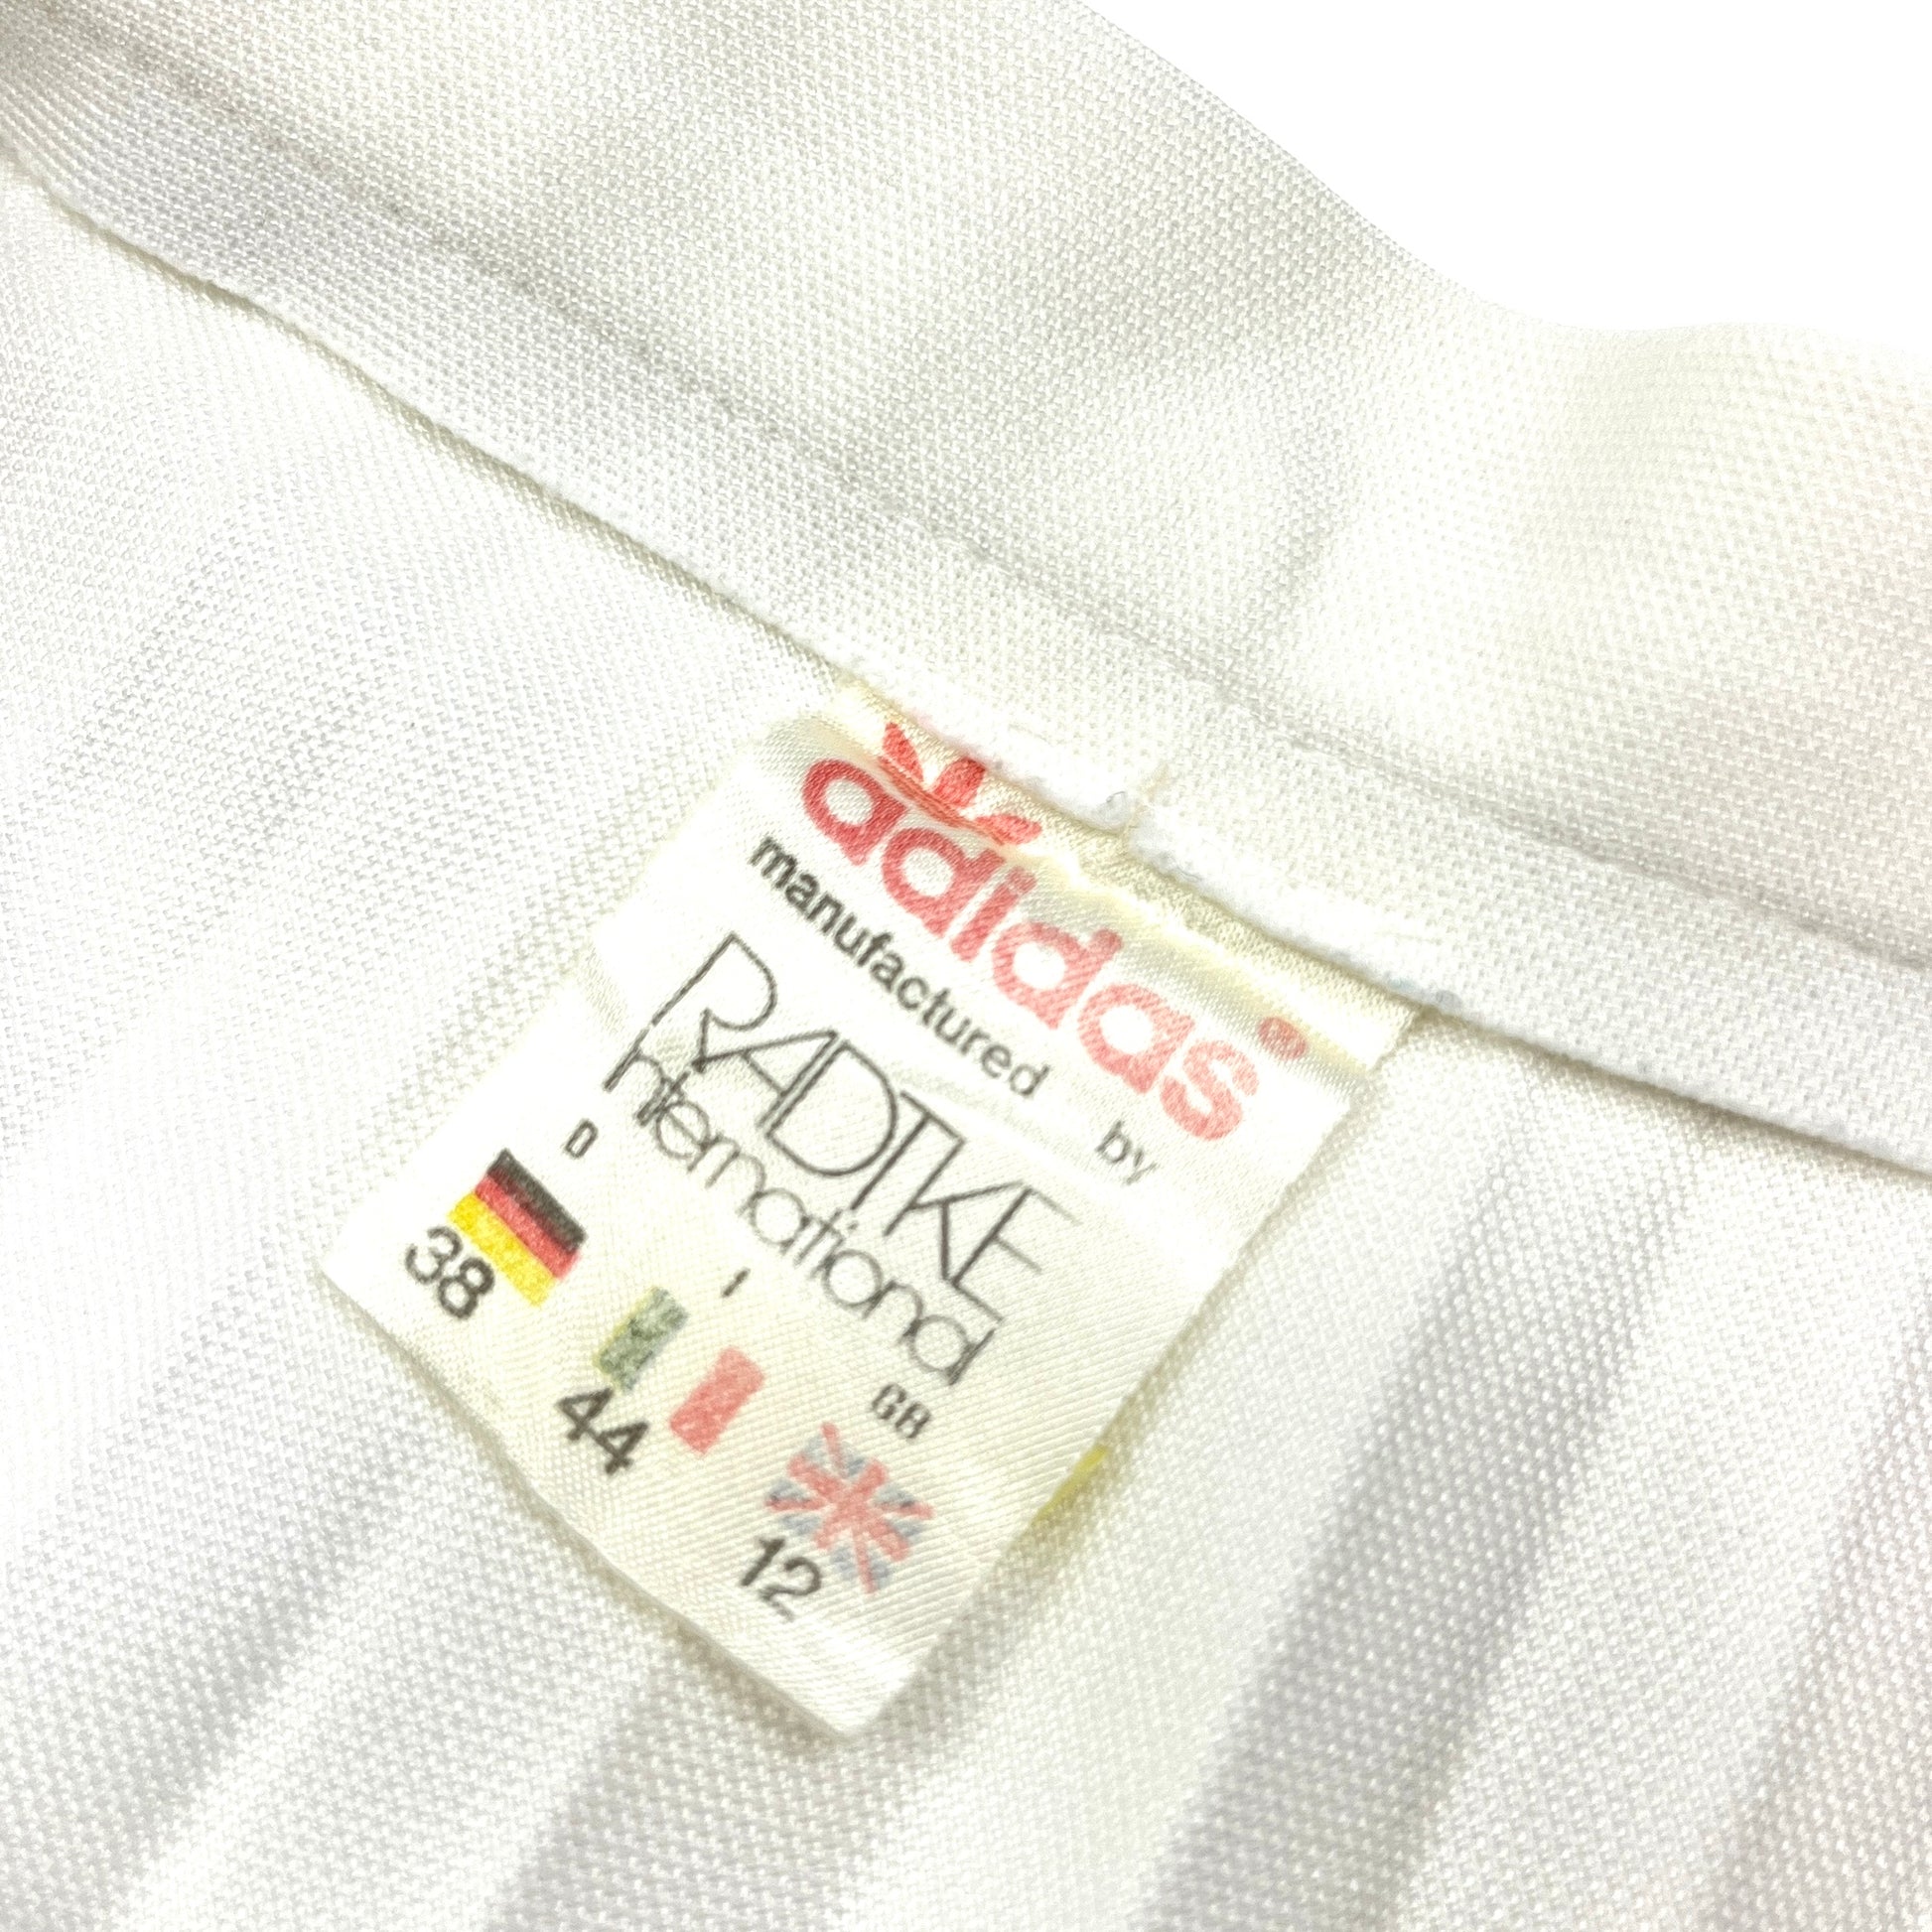 adidas®
manufactured by
RADTKE
international
D I GB
38 44 12